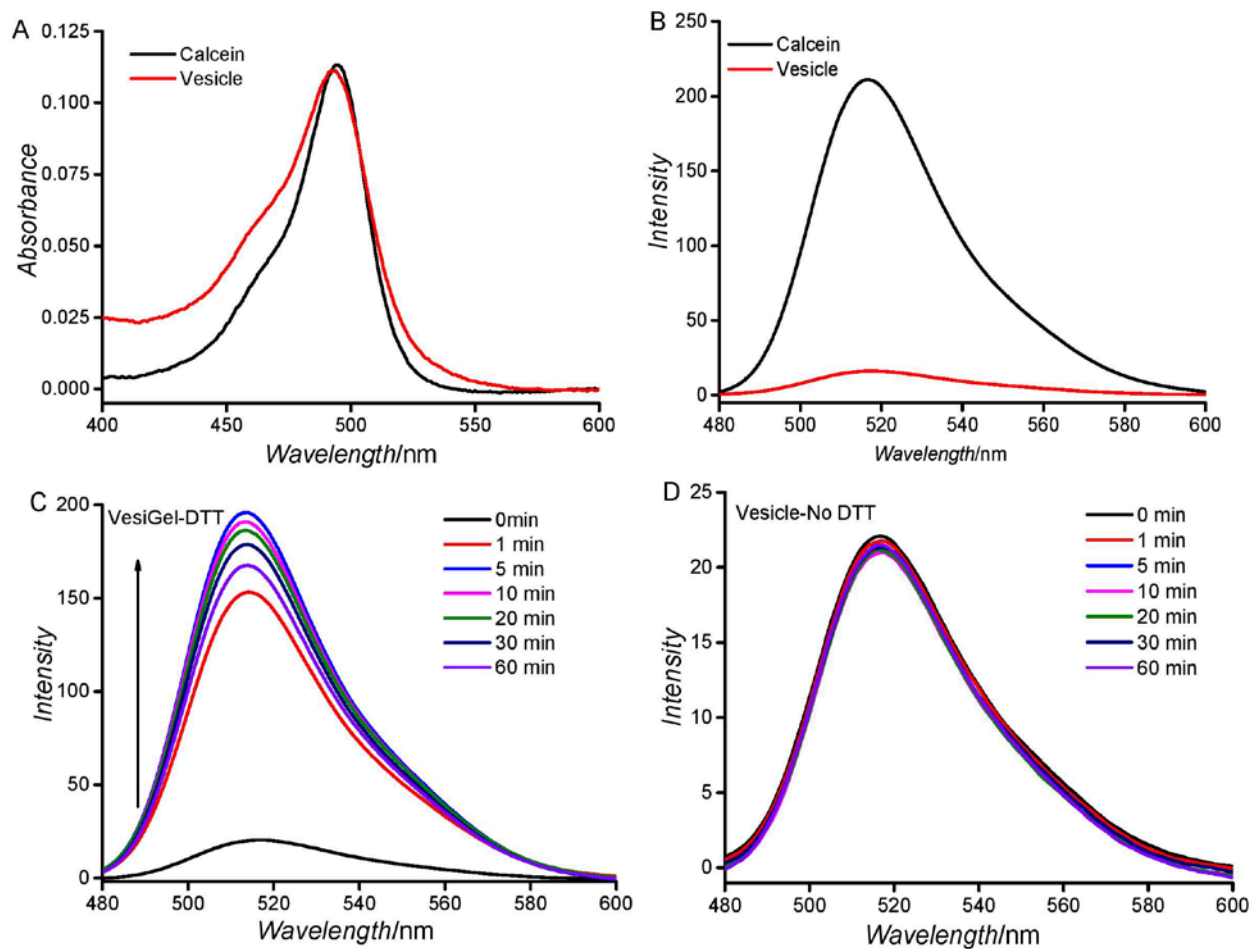 A
0.125
0.100
0.075
0.050
0.025
0.000
Absorbance
Calcein
Vesicle
400
450
500
550
600
Wavelength/nm
B
250
200
150
100
50
0
Intensity
Calcein
Vesicle
480
500
520
540
560
580
600
Wavelength/nm
C
VesiGel-DTT
200
150
100
50
0
Intensity
0min
1 min
5 min
10 min
20 min
30 min
60 min
480
500
520
540
560
580
600
Wavelength/nm
D
Vesicle-No DTT
25
20
15
10
5
0
Intensity
0 min
1 min
5 min
10 min
20 min
30 min
60 min
480
500
520
540
560
580
600
Wavelength/nm